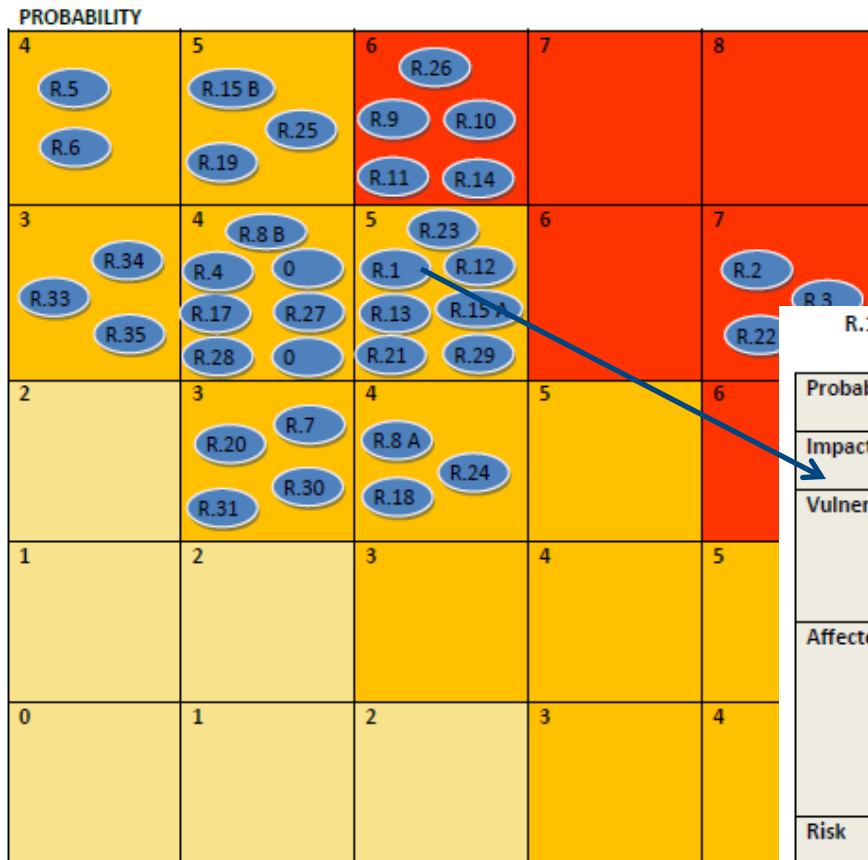 PROBABILITY
4 5 6 7 8
R.5 R.15 B R.26
R.6 R.25 R.9 R.10
R.19 R.11 R.14
3 4 5 6 7
R.34 R.8 B R.23
R.33 R.4 0 R.1 R.12 R.2
R.35 R.17 R.27 R.13 R.15 A R.3
R.28 0 R.21 R.29 R.22
2 3 4 5 6
R.20 R.7 R.8 A R.24
R.31 R.30 R.18
1 2 3 4 5
0 1 2 3 4
Risk